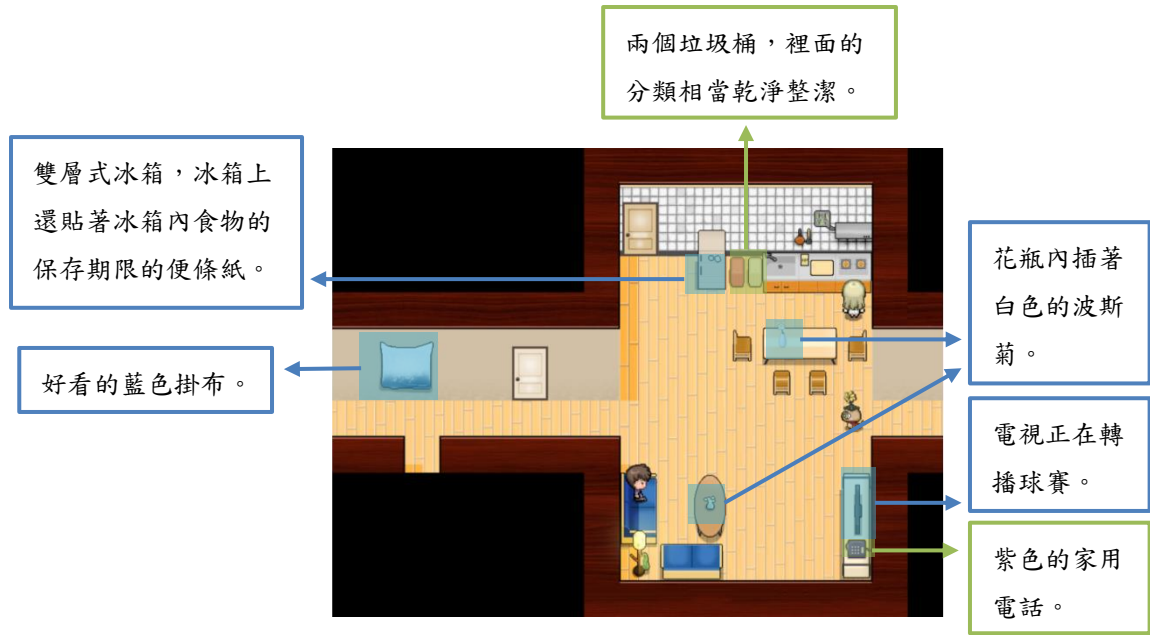 兩個垃圾桶，裡面的
分類相當乾淨整潔。
雙層式冰箱，冰箱上
還貼著冰箱內食物的
保存期限的便條紙。
花瓶內插著
白色的波斯
菊。
好看的藍色掛布。
電視正在轉
播球賽。
紫色的家用
電話。